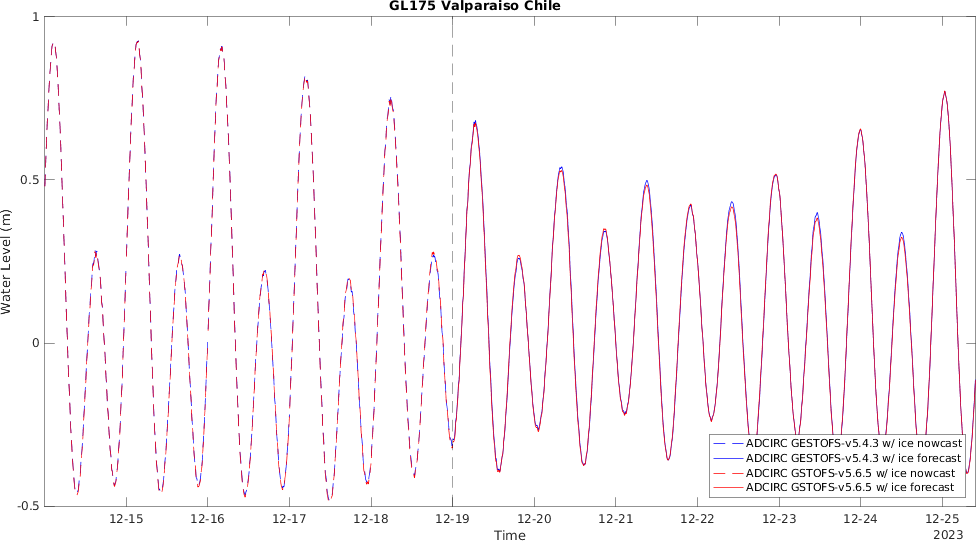 GL175 Valparaiso Chile
1
0.5
0
-0.5
Water Level (m)
ADCIRC GESTOFS-v5.4.3 w/ ice nowcast
ADCIRC GESTOFS-v5.4.3 w/ ice forecast
ADCIRC GSTOFS-v5.6.5 w/ ice nowcast
ADCIRC GSTOFS-v5.6.5 w/ ice forecast
12-15 12-16 12-17 12-18 12-19 12-20 12-21 12-22 12-23 12-24 12-25
Time 2023